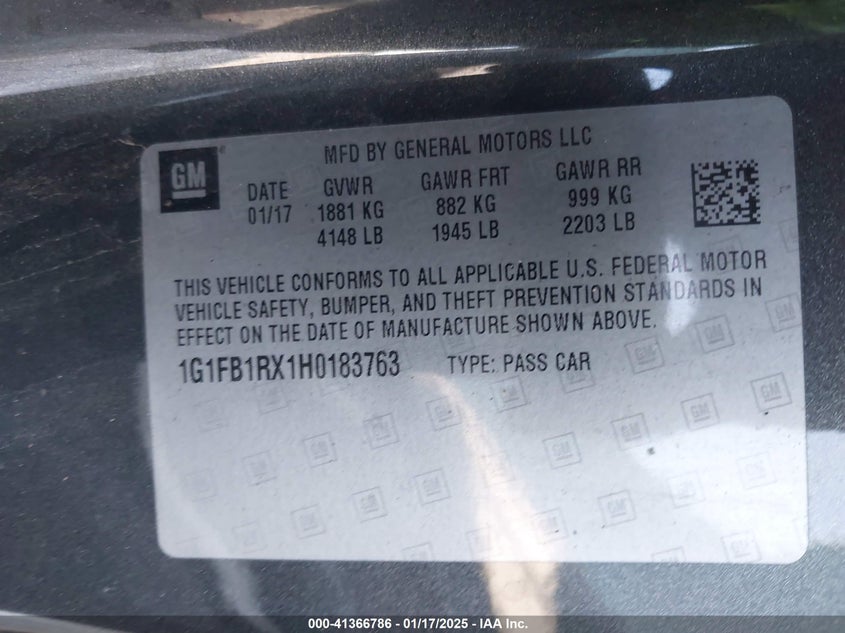 MFD BY GENERAL MOTORS LLC
GM
DATE GVWR GAWR FRT GAWR RR
01/17 1881 KG 882 KG 999 KG
4148 LB 1945 LB 2203 LB
THIS VEHICLE CONFORMS TO ALL APPLICABLE U.S. FEDERAL MOTOR
VEHICLE SAFETY, BUMPER, AND THEFT PREVENTION STANDARDS IN
EFFECT ON THE DATE OF MANUFACTURE SHOWN ABOVE.
1G1FB1RX1H0183763 TYPE: PASS CAR
000-41366786 - 01/17/2025 - IAA Inc.